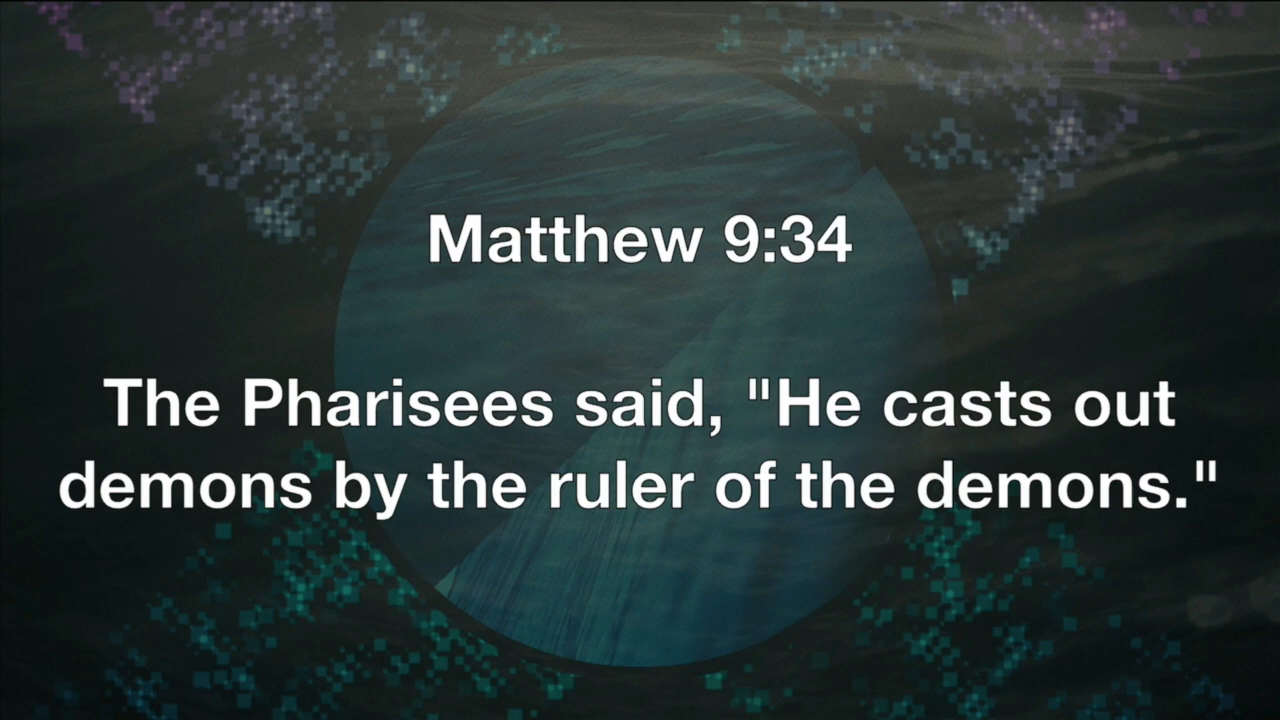 Matthew 9:34
The Pharisees said, "He casts out
demons by the ruler of the demons."